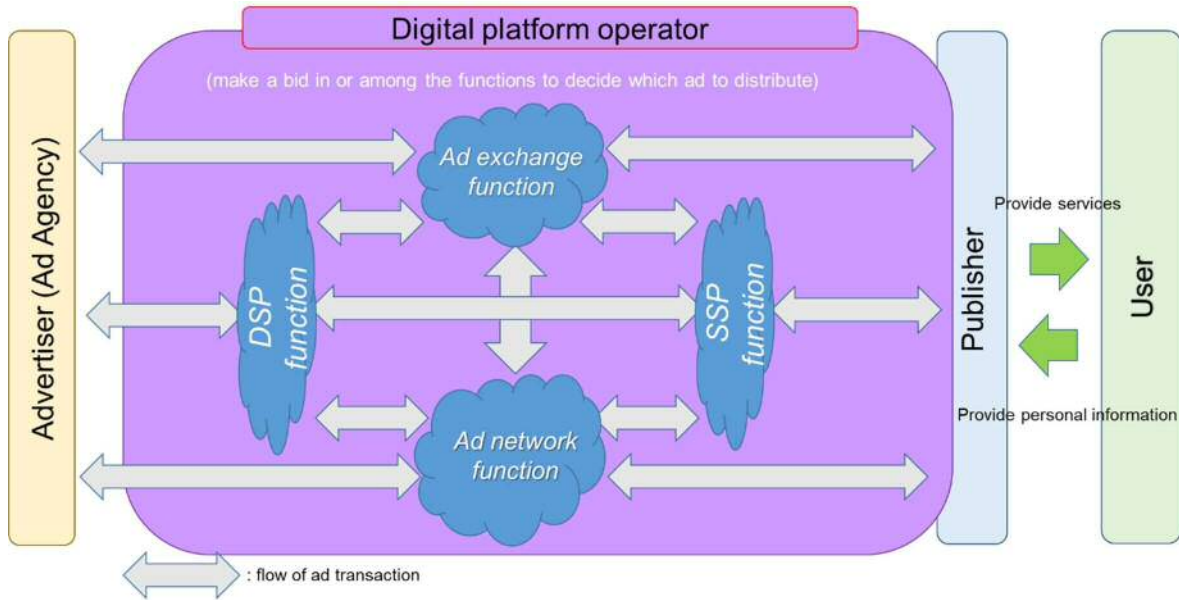 Digital platform operator
(make a bid in or among the functions to decide which ad to distribute)
Advertiser (Ad Agency)
Ad exchange
function
DSP
function
SSP
function
Ad network
function
Publisher
Provide services
Provide personal information
User
: flow of ad transaction